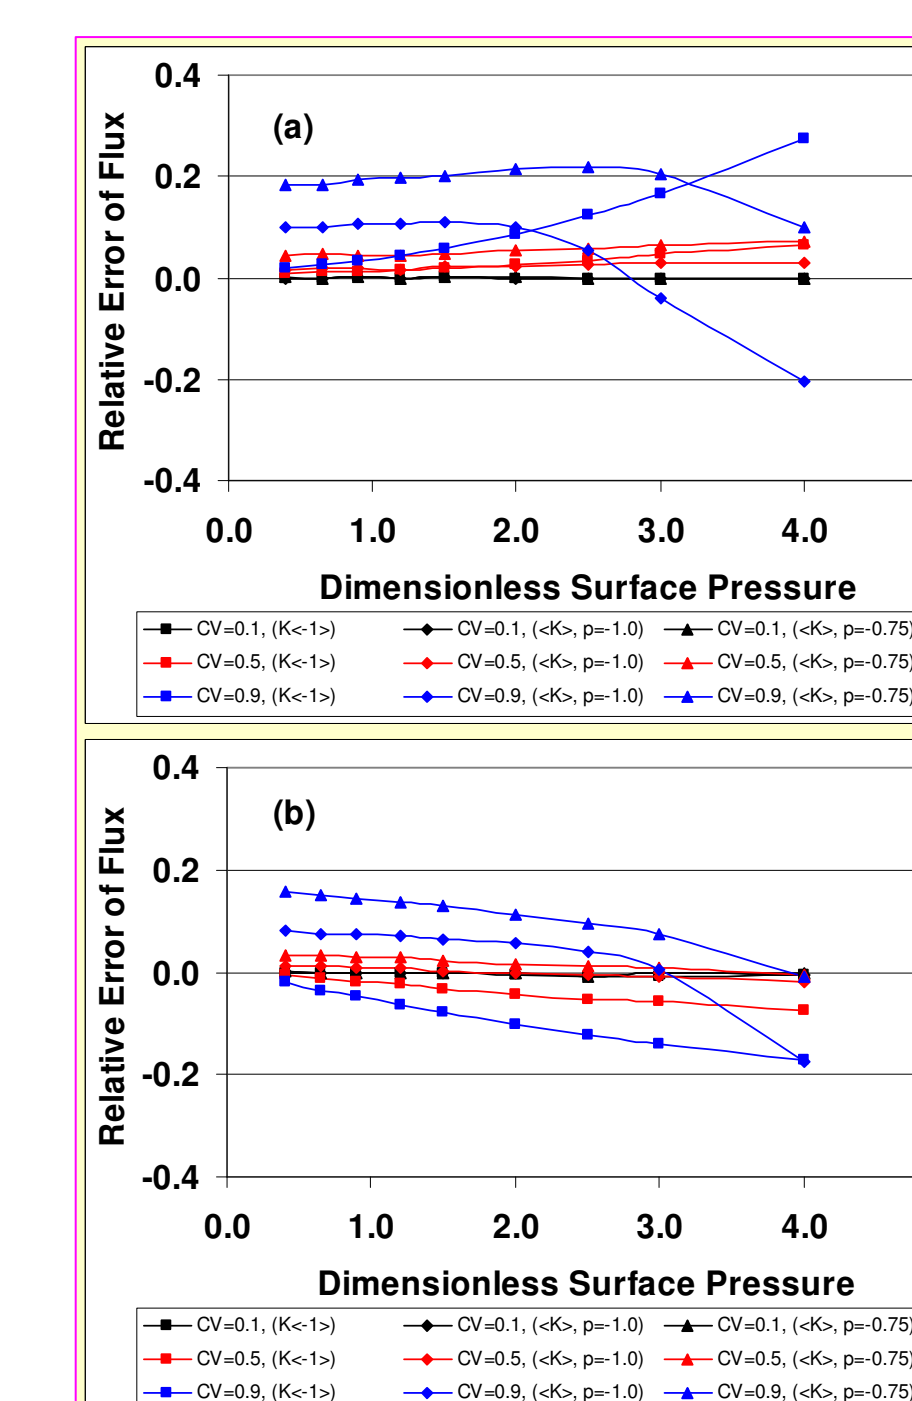 0.4
(a)
0.2
0.0
-0.2
-0.4
Relative Error of Flux
0.0 1.0 2.0 3.0 4.0
Dimensionless Surface Pressure
CV=0.1, (K<-1>) CV=0.1, (<K>, p=-1.0) CV=0.1, (<K>, p=-0.75)
CV=0.5, (K<-1>) CV=0.5, (<K>, p=-1.0) CV=0.5, (<K>, p=-0.75)
CV=0.9, (K<-1>) CV=0.9, (<K>, p=-1.0) CV=0.9, (<K>, p=-0.75)
0.4
(b)
0.2
0.0
-0.2
-0.4
Relative Error of Flux
0.0 1.0 2.0 3.0 4.0
Dimensionless Surface Pressure
CV=0.1, (K<-1>) CV=0.1, (<K>, p=-1.0) CV=0.1, (<K>, p=-0.75)
CV=0.5, (K<-1>) CV=0.5, (<K>, p=-1.0) CV=0.5, (<K>, p=-0.75)
CV=0.9, (K<-1>) CV=0.9, (<K>, p=-1.0) CV=0.9, (<K>, p=-0.75)